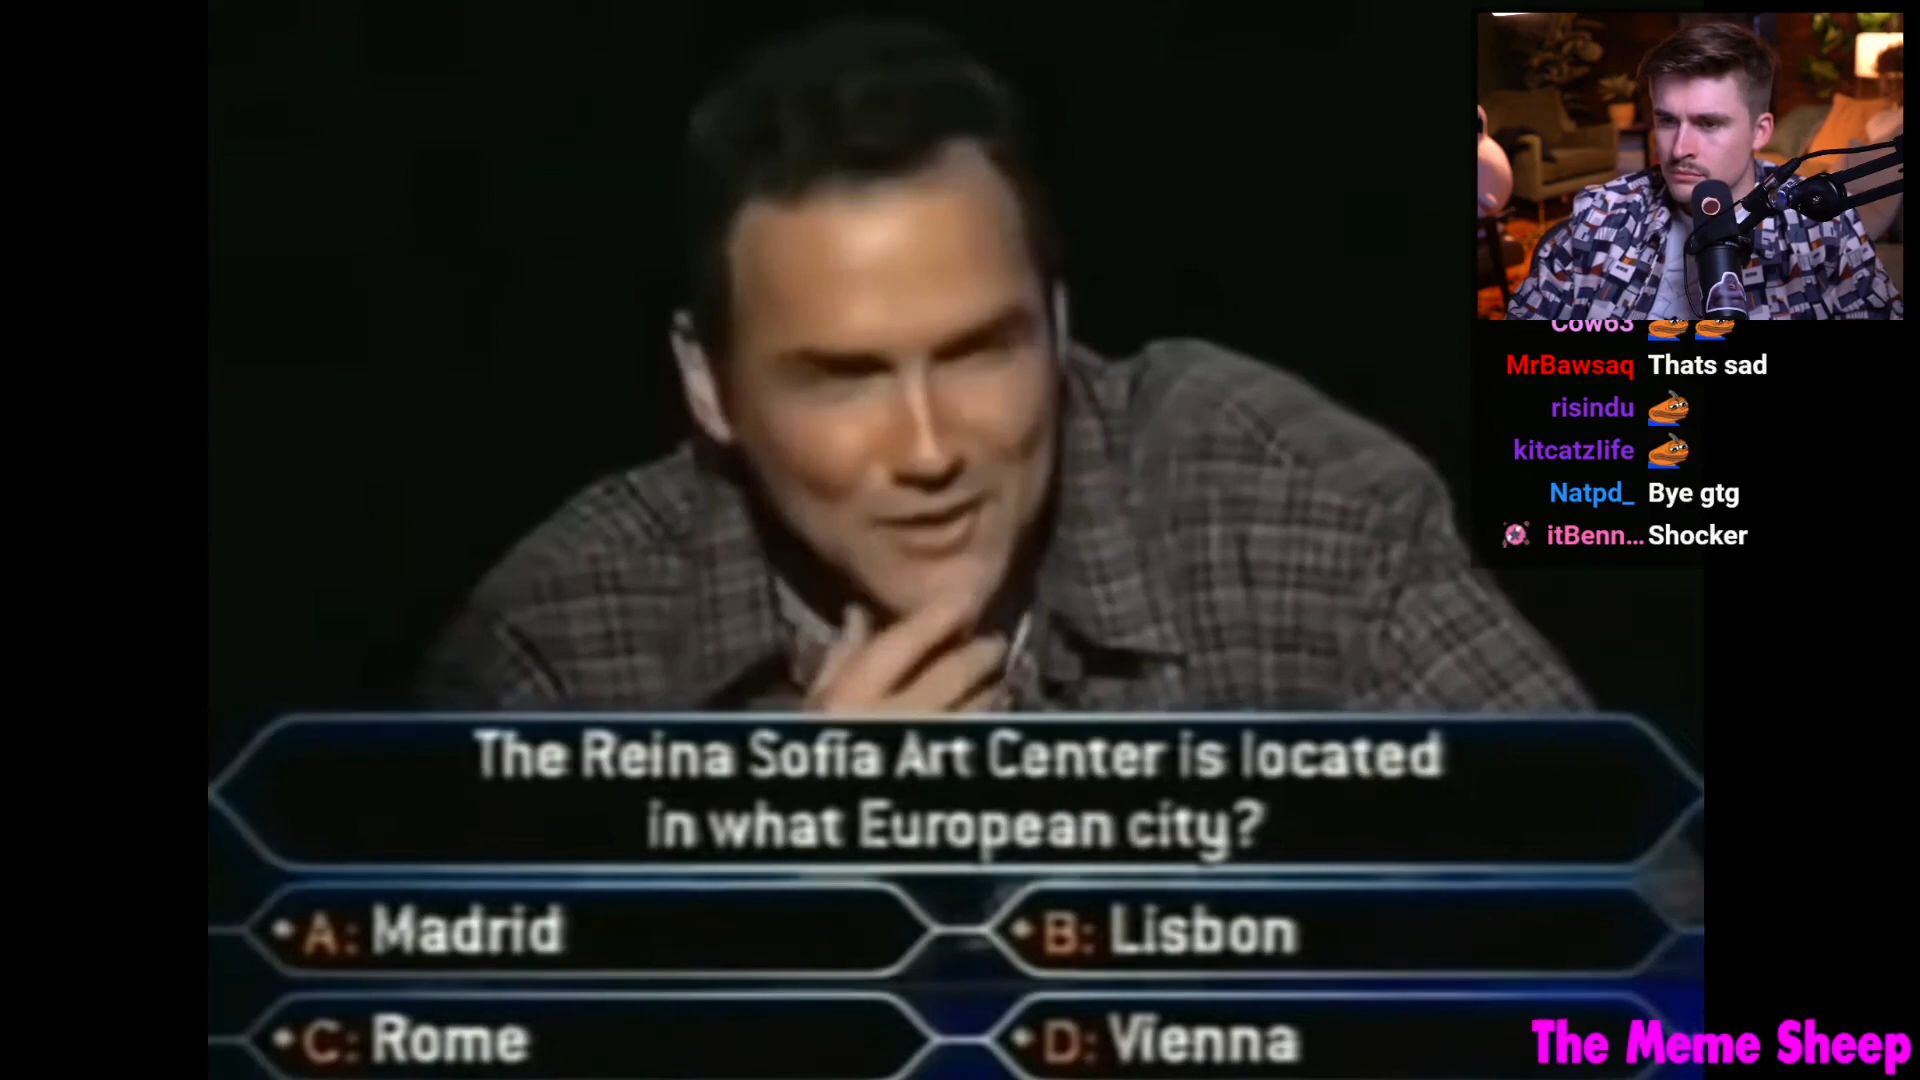 Cow63
MrBawsaq Thats sad
risindu
kitcatzlife
Natpd_ Bye gtg
itBenn... Shocker
The Reina Sofia Art Center is located
in what European city?
A: Madrid
B: Lisbon
C: Rome
D: Vienna
The Meme Sheep